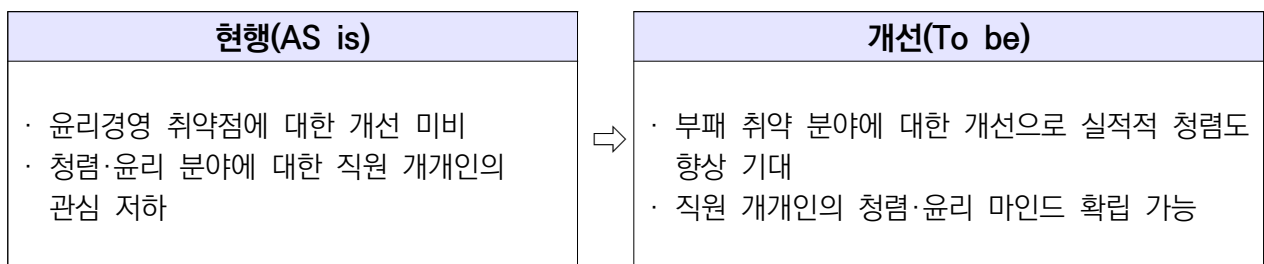 현행(AS is)
· 윤리경영 취약점에 대한 개선 미비
· 청렴·윤리 분야에 대한 직원 개개인의
관심 저하
⇨
개선(To be)
· 부패 취약 분야에 대한 개선으로 실적적 청렴도
향상 기대
· 직원 개개인의 청렴·윤리 마인드 확립 가능